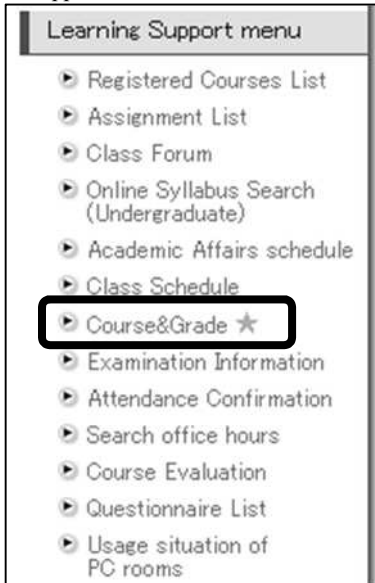 Learning Support menu
Registered Courses List
Assignment List
Class Forum
Online Syllabus Search
(Undergraduate)
Academic Affairs schedule
Class Schedule
Course&Grade ★
Examination Information
Attendance Confirmation
Search office hours
Course Evaluation
Questionnaire List
Usage situation of
PC rooms